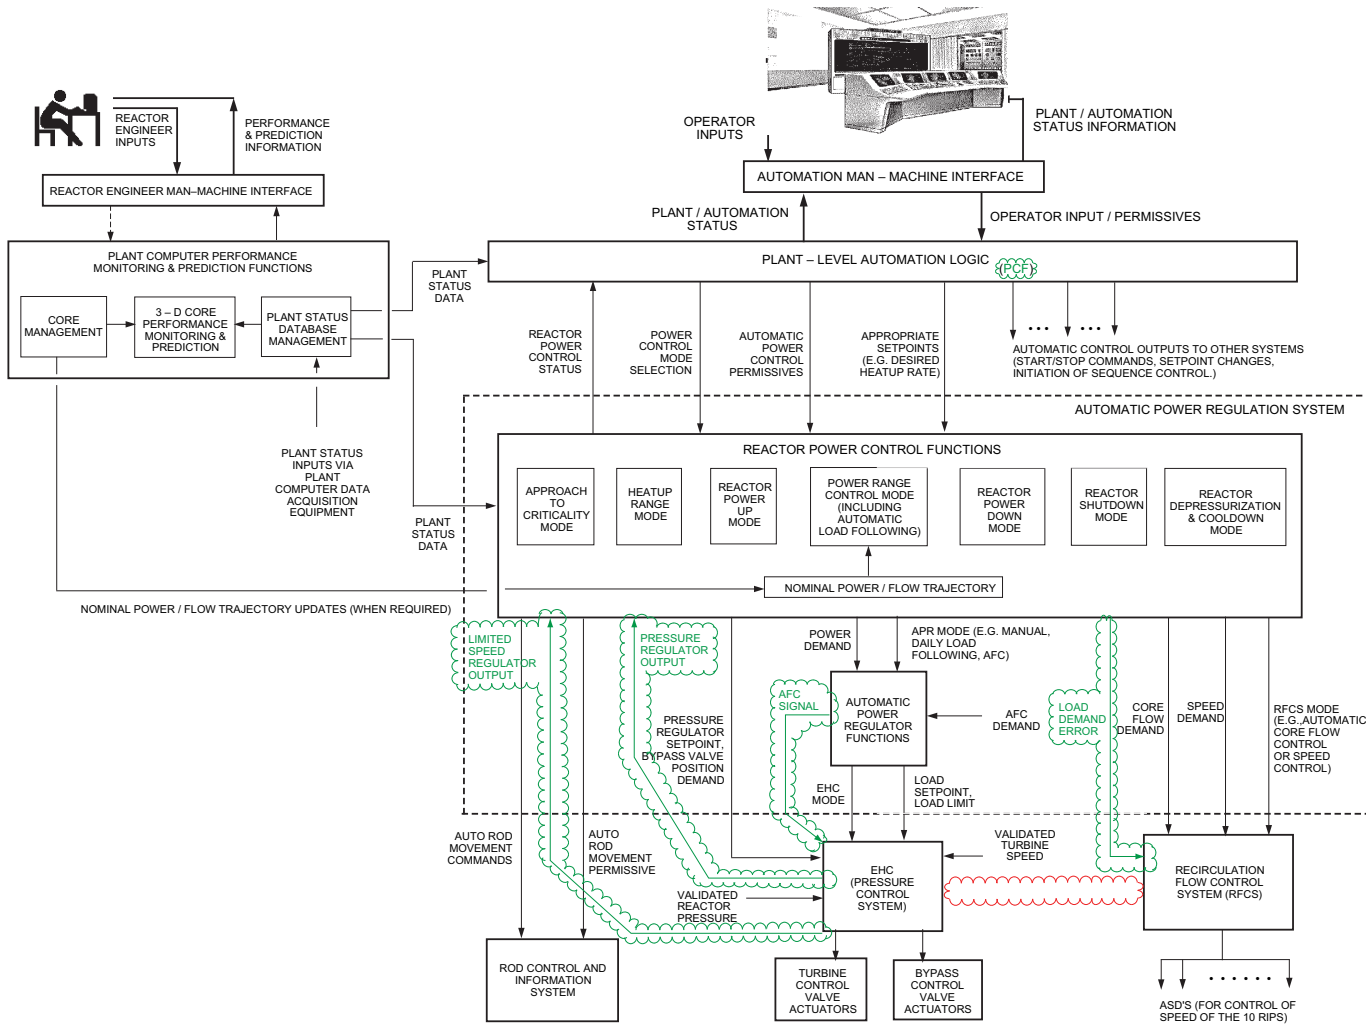 REACTOR
ENGINEER
INPUTS
PERFORMANCE
& PREDICTION
INFORMATION
OPERATOR
INPUTS
PLANT / AUTOMATION
STATUS INFORMATION
REACTOR ENGINEER MAN–MACHINE INTERFACE
AUTOMATION MAN – MACHINE INTERFACE
PLANT / AUTOMATION
STATUS
OPERATOR INPUT / PERMISSIVES
PLANT COMPUTER PERFORMANCE
MONITORING & PREDICTION FUNCTIONS
CORE
MANAGEMENT
3 – D CORE
PERFORMANCE
MONITORING &
PREDICTION
PLANT STATUS
DATABASE
MANAGEMENT
PLANT
STATUS
DATA
PLANT – LEVEL AUTOMATION LOGIC
(PCF)
REACTOR
POWER
CONTROL
STATUS
POWER
CONTROL
MODE
SELECTION
AUTOMATIC
POWER
CONTROL
PERMISSIVES
APPROPRIATE
SETPOINTS
(E.G. DESIRED
HEATUP RATE)
AUTOMATIC CONTROL OUTPUTS TO OTHER SYSTEMS
(START/STOP COMMANDS, SETPOINT CHANGES,
INITIATION OF SEQUENCE CONTROL.)
AUTOMATIC POWER REGULATION SYSTEM
PLANT STATUS
INPUTS VIA
PLANT
COMPUTER DATA
ACQUISITION
EQUIPMENT
PLANT
STATUS
DATA
REACTOR POWER CONTROL FUNCTIONS
APPROACH
TO
CRITICALITY
MODE
HEATUP
RANGE
MODE
REACTOR
POWER
UP
MODE
POWER RANGE
CONTROL MODE
(INCLUDING
AUTOMATIC
LOAD FOLLOWING)
REACTOR
POWER
DOWN
MODE
REACTOR
SHUTDOWN
MODE
REACTOR
DEPRESSURIZATION
& COOLDOWN
MODE
NOMINAL POWER / FLOW TRAJECTORY
NOMINAL POWER / FLOW TRAJECTORY UPDATES (WHEN REQUIRED)
LIMITED
SPEED
REGULATOR
OUTPUT
PRESSURE
REGULATOR
OUTPUT
POWER
DEMAND
APR MODE (E.G. MANUAL,
DAILY LOAD
FOLLOWING, AFC)
AFC
SIGNAL
AUTOMATIC
POWER
REGULATOR
FUNCTIONS
AFC
DEMAND
LOAD
DEMAND
ERROR
CORE
FLOW
DEMAND
SPEED
DEMAND
RFCS MODE
(E.G.,AUTOMATIC
CORE FLOW
CONTROL
OR SPEED
CONTROL)
PRESSURE
REGULATOR
SETPOINT,
BYPASS VALVE
POSITION
DEMAND
EHC
MODE
LOAD
SETPOINT,
LOAD LIMIT
AUTO ROD
MOVEMENT
COMMANDS
AUTO
ROD
MOVEMENT
PERMISSIVE
VALIDATED
TURBINE
SPEED
VALIDATED
REACTOR
PRESSURE
EHC
(PRESSURE
CONTROL
SYSTEM)
RECIRCULATION
FLOW CONTROL
SYSTEM (RFCS)
ROD CONTROL AND
INFORMATION
SYSTEM
TURBINE
CONTROL
VALVE
ACTUATORS
BYPASS
CONTROL
VALVE
ACTUATORS
ASD'S (FOR CONTROL OF
SPEED OF THE 10 RIPS)